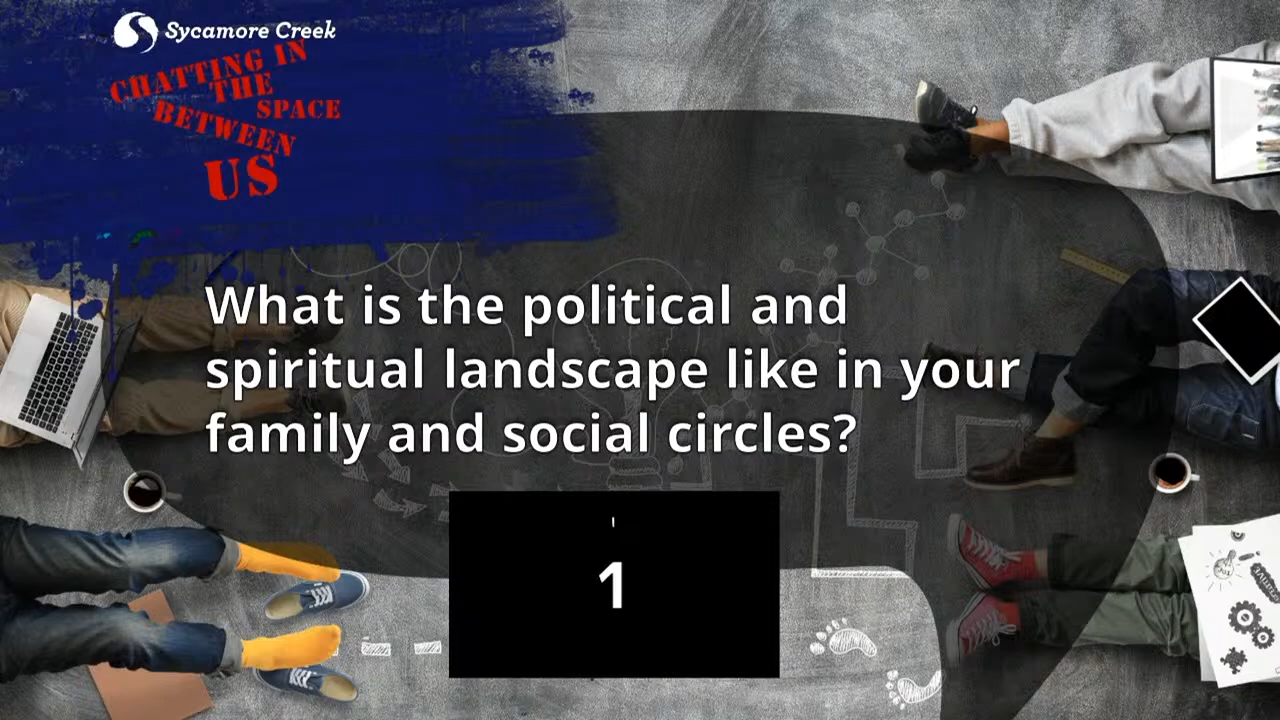 Sycamore Creek
CHATTING IN
THE
SPACE
BETWEEN
US
What is the political and
spiritual landscape like in your
family and social circles?
1